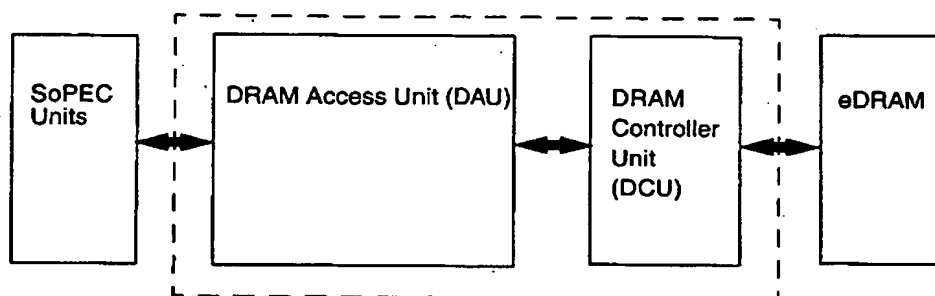 SoPEC
Units
DRAM Access Unit (DAU)
DRAM
Controller
Unit
(DCU)
eDRAM